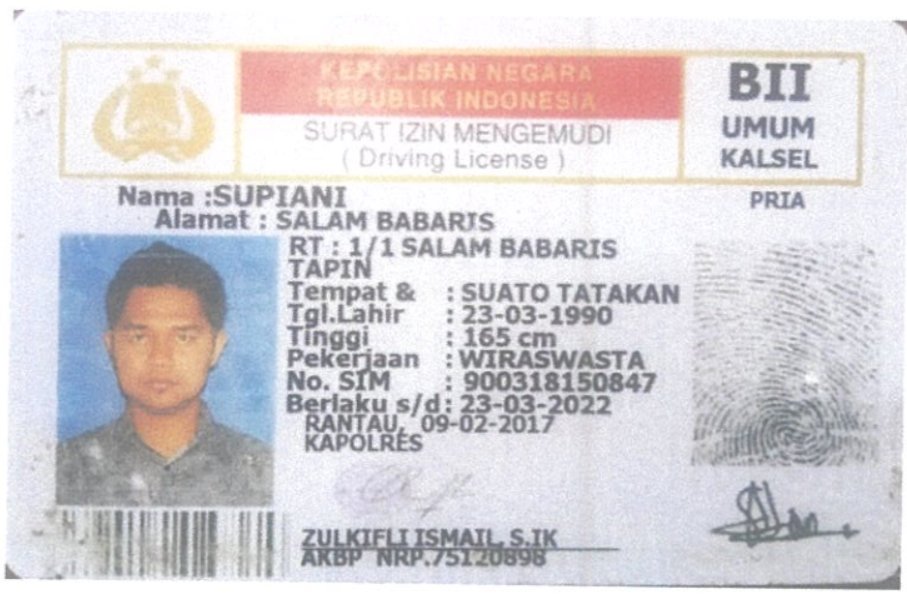 KEPOLISIAN NEGARA
REPUBLIK INDONESIA
SURAT IZIN MENGEMUDI
( Driving License )
BII
UMUM
KALSEL
PRIA
Nama :SUPIANI
Alamat : SALAM BABARIS
RT : 1/1 SALAM BABARIS
TAPIN
Tempat & : SUATO TATAKAN
Tgl.Lahir : 23-03-1990
Tinggi : 165 cm
Pekerjaan : WIRASWASTA
No. SIM : 900318150847
Berlaku s/d : 23-03-2022
RANTAU, 09-02-2017
KAPOLRES
ZULKIFLI ISMAIL, S.IK
AKBP NRP.75120898